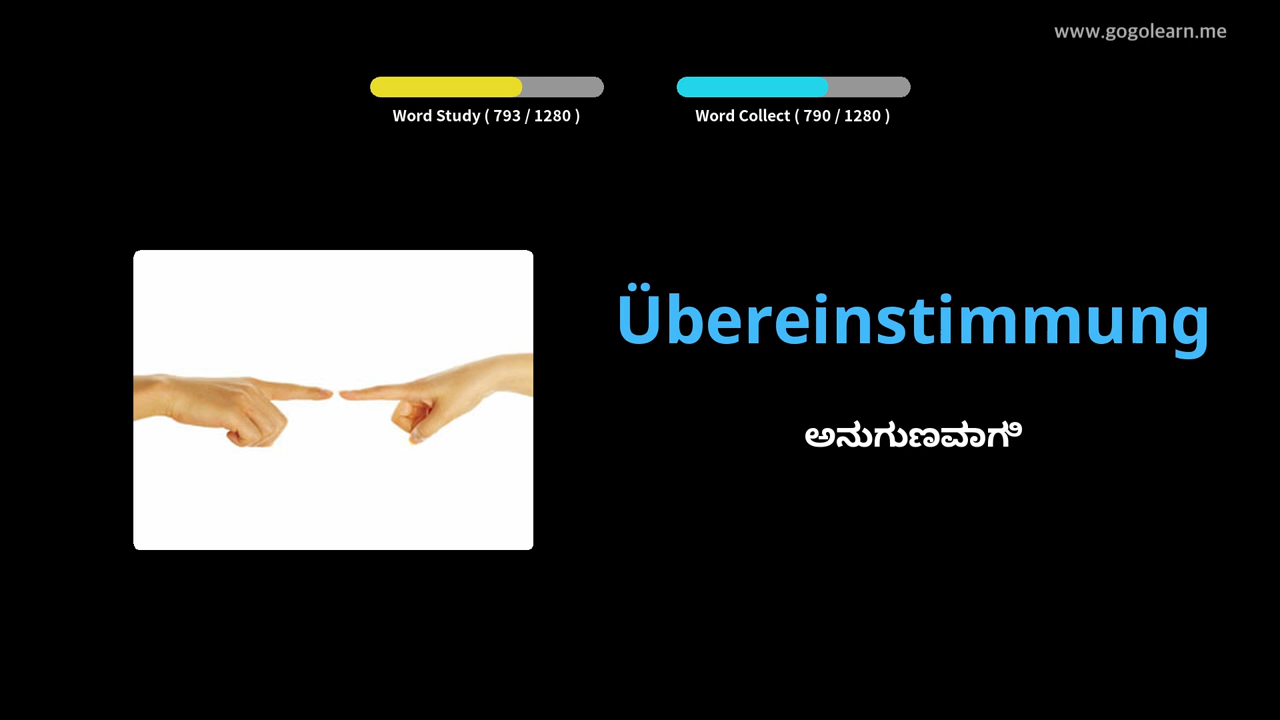 www.gogolearn.me
Word Study ( 793 / 1280 )
Word Collect ( 790 / 1280 )
Übereinstimmung
ಅನುಗುಣವಾಗಿ